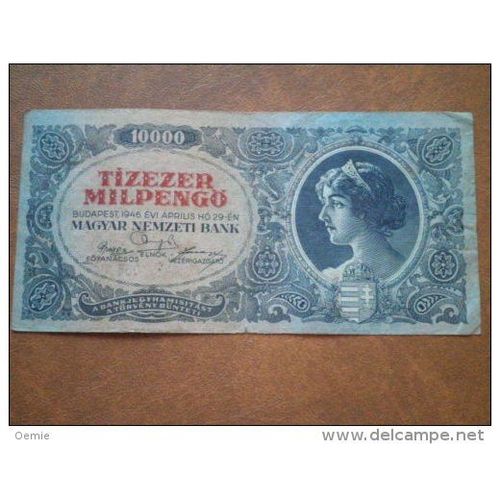 10000
TÍZEZER
MILPENGŐ
BUDAPEST, 1946. ÉVI ÁPRILIS HÓ 29-ÉN
MAGYAR NEMZETI BANK
FŐTANÁCSOS ELNÖK VEZÉRIGAZGATÓ
A BANKJEGYHAMISÍTÁST
A TÖRVÉNY BÜNTETI
Oemie
www.delcampe.net